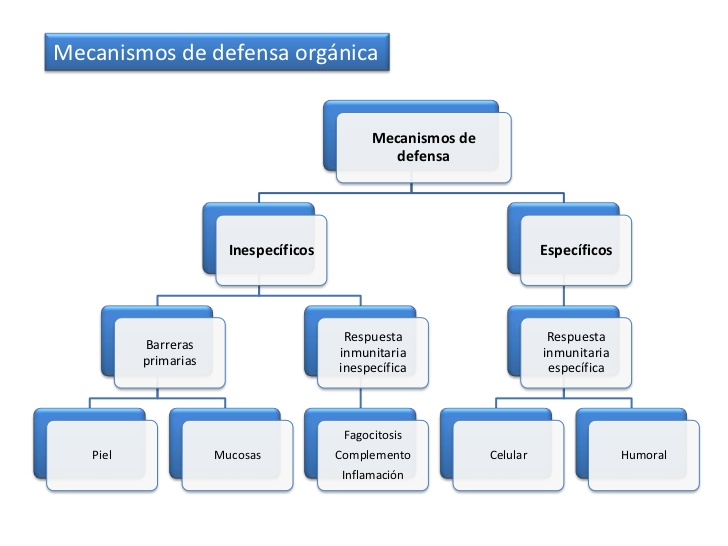 Mecanismos de defensa orgánica
Mecanismos de
defensa
Inespecíficos
Específicos
Barreras
primarias
Respuesta
inmunitaria
inespecífica
Respuesta
inmunitaria
específica
Piel
Mucosas
Fagocitosis
Complemento
Inflamación
Celular
Humoral